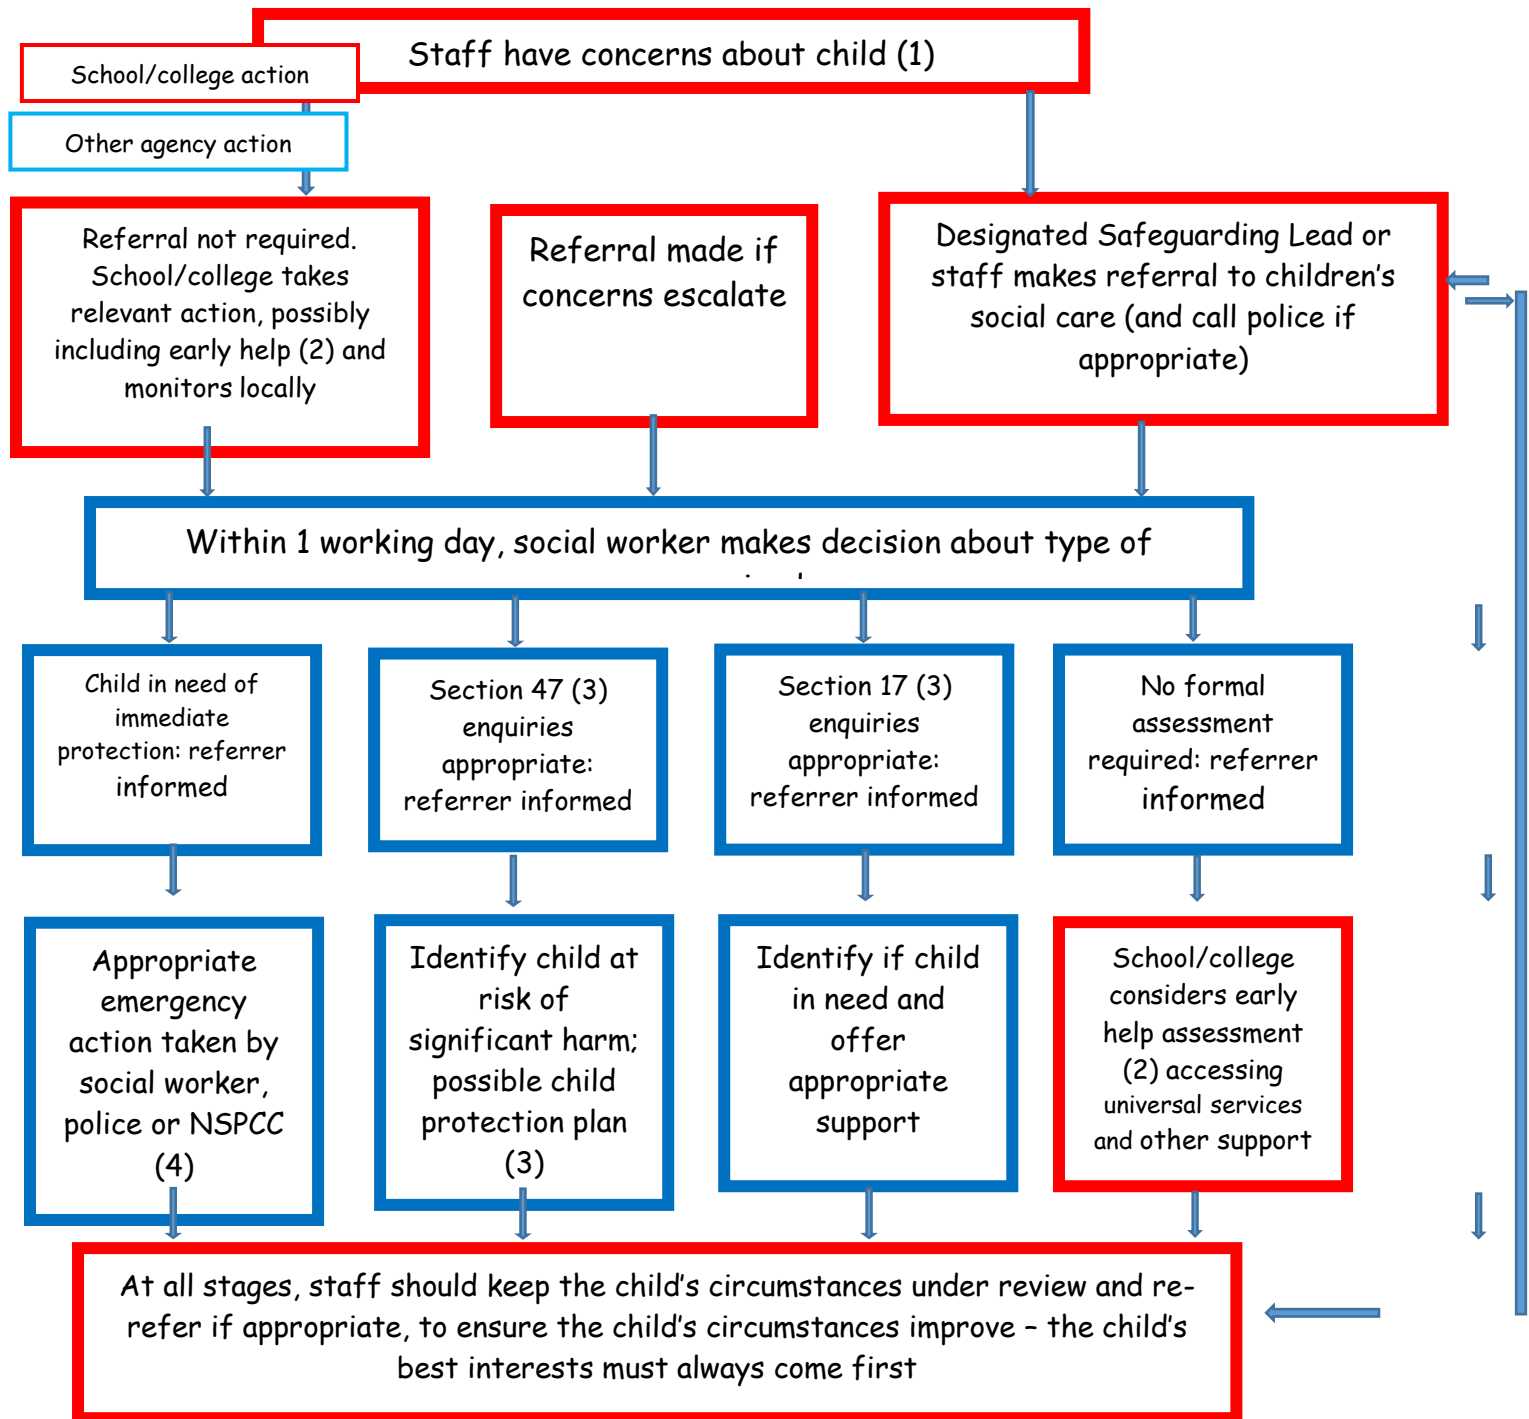 Staff have concerns about child (1)
School/college action
Other agency action
Referral not required.
School/college takes
relevant action, possibly
including early help (2) and
monitors locally
Referral made if
concerns escalate
Designated Safeguarding Lead or
staff makes referral to children’s
social care (and call police if
appropriate)
Within 1 working day, social worker makes decision about type of
Child in need of
immediate
protection: referrer
informed
Section 47 (3)
enquiries
appropriate:
referrer informed
Section 17 (3)
enquiries
appropriate:
referrer informed
No formal
assessment
required: referrer
informed
Appropriate
emergency
action taken by
social worker,
police or NSPCC
(4)
Identify child at
risk of
significant harm;
possible child
protection plan
(3)
Identify if child
in need and
offer
appropriate
support
School/college
considers early
help assessment
(2) accessing
universal services
and other support
At all stages, staff should keep the child’s circumstances under review and re-
refer if appropriate, to ensure the child’s circumstances improve – the child’s
best interests must always come first